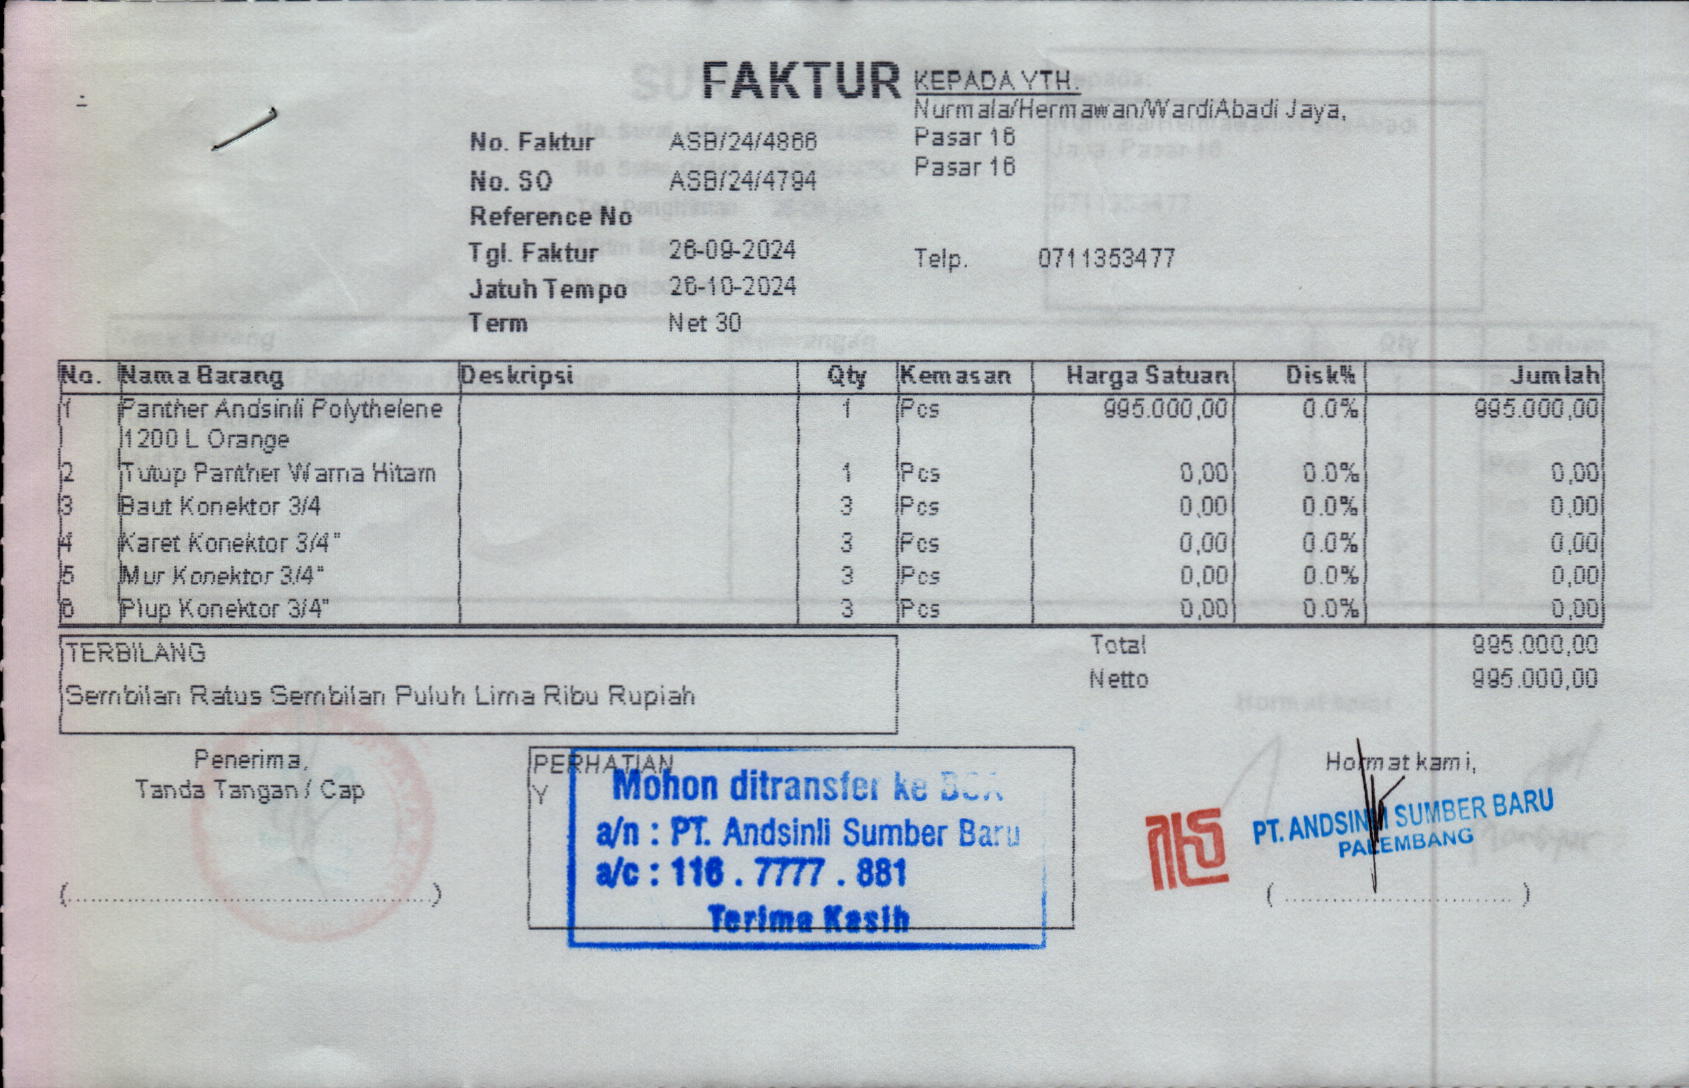 FAKTUR
KEPADA YTH.
Nurmala/Hermawan/WardiAbadi Jaya,
Pasar 16
Pasar 16
Telp. 0711353477
No. Faktur ASB/24/4866
No. SO ASB/24/4794
Reference No
Tgl. Faktur 26-09-2024
Jatuh Tempo 26-10-2024
Term Net 30
No. Nama Barang Deskripsi Qty Kemasan Harga Satuan Disk% Jumlah
1 Panther Andsinli Polythelene 1 Pcs 995.000,00 0.0% 995.000,00
1200 L Orange
2 Tutup Panther Warna Hitam 1 Pcs 0,00 0.0% 0,00
3 Baut Konektor 3/4 3 Pcs 0,00 0.0% 0,00
4 Karet Konektor 3/4" 3 Pcs 0,00 0.0% 0,00
5 Mur Konektor 3/4" 3 Pcs 0,00 0.0% 0,00
6 Plup Konektor 3/4" 3 Pcs 0,00 0.0% 0,00
TERBILANG
Sembilan Ratus Sembilan Puluh Lima Ribu Rupiah
Total 995.000,00
Netto 995.000,00
Penerima,
Tanda Tangan / Cap
(.............................................)
PERHATIAN
Y
Mohon ditransfer ke BCA
a/n : PT. Andsinli Sumber Baru
a/c : 116 . 7777 . 881
Terima Kasih
Hormat kami,
PT. ANDSINLI SUMBER BARU
PALEMBANG
( ............................. )